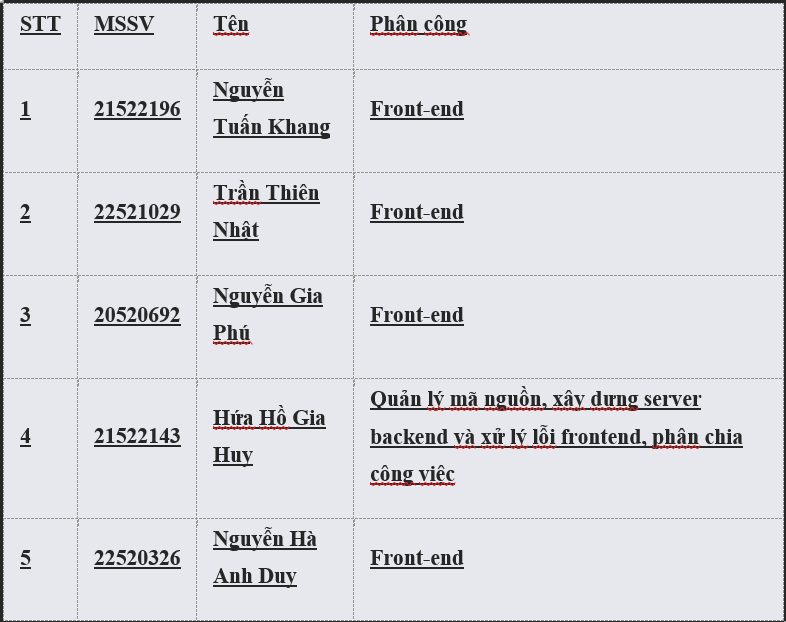 STT MSSV Tên Phân công
1 21522196 Nguyễn Front-end
Tuấn Khang
2 22521029 Trần Thiên Front-end
Nhật
3 20520692 Nguyễn Gia Front-end
Phú
4 21522143 Hứa Hồ Gia Quản lý mã nguồn, xây dưng server
Huy backend và xử lý lỗi frontend, phân chia
công việc
5 22520326 Nguyễn Hà Front-end
Anh Duy